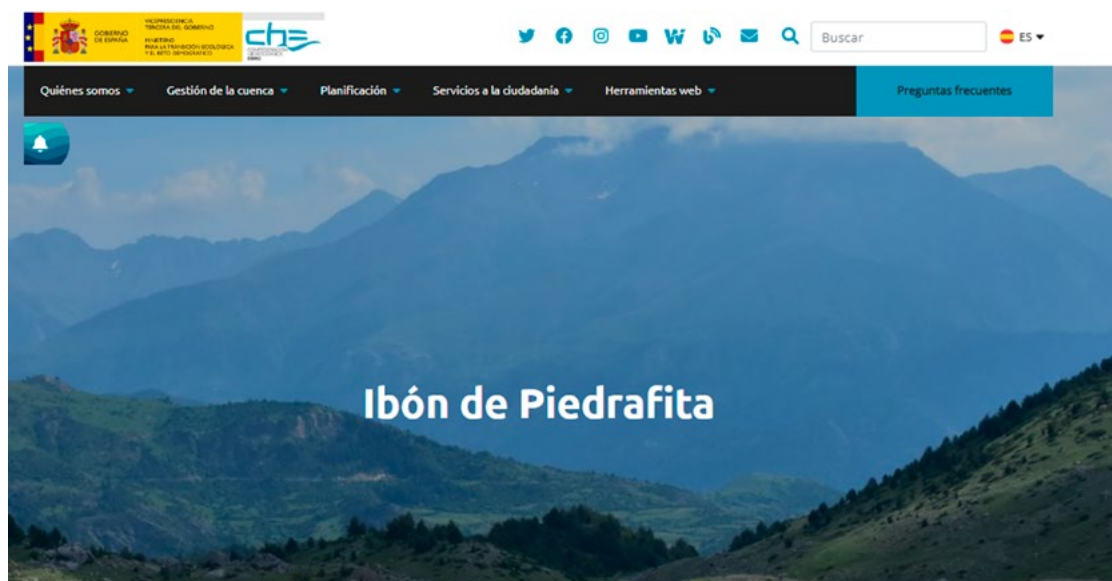 GOBIERNO
DE ESPAÑA
VICEPRESIDENCIA
TERCERA DEL GOBIERNO
MINISTERIO
PARA LA TRANSICIÓN ECOLÓGICA
Y EL RETO DEMOGRÁFICO
che
Buscar
ES
Quiénes somos
Gestión de la cuenca
Planificación
Servicios a la ciudadanía
Herramientas web
Preguntas frecuentes
Ibón de Piedrafita